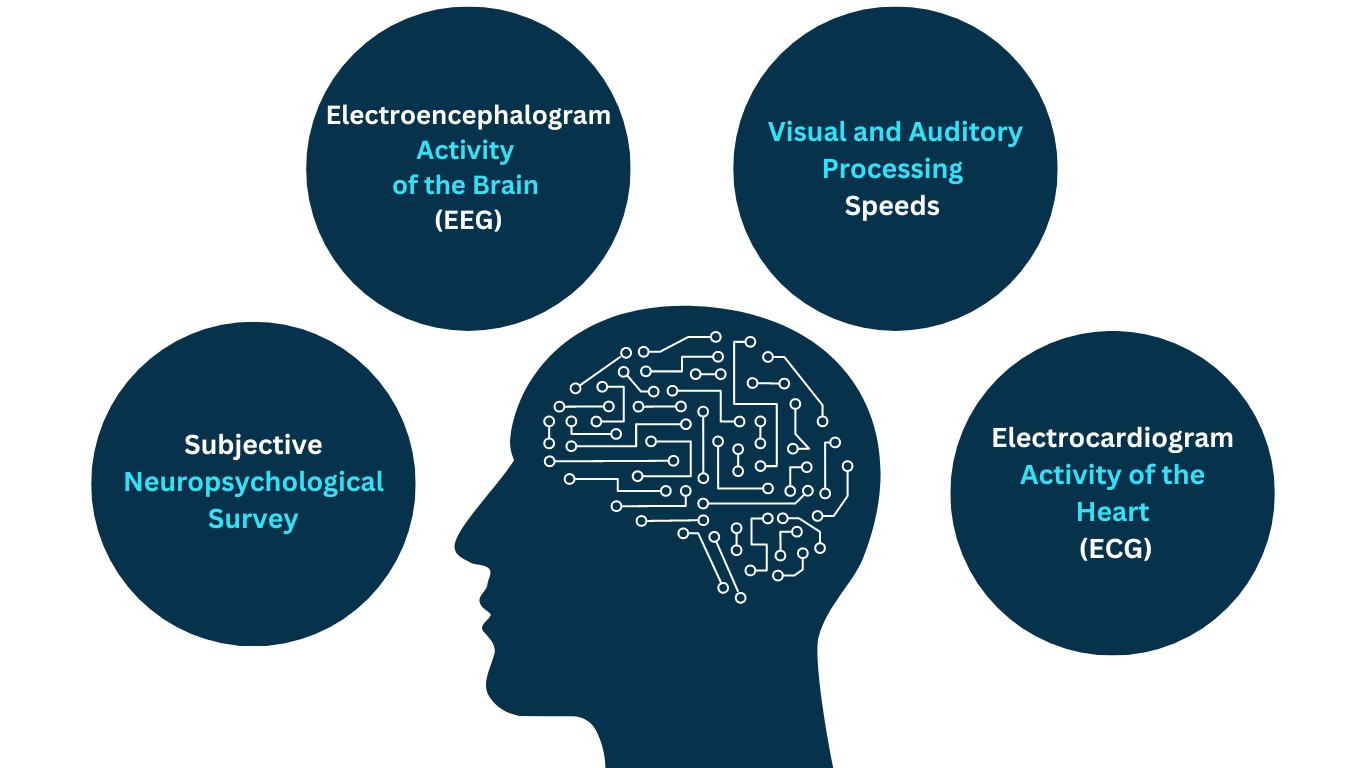 Electroencephalogram
Activity
of the Brain
(EEG)
Visual and Auditory
Processing
Speeds
Subjective
Neuropsychological
Survey
Electrocardiogram
Activity of the
Heart
(ECG)